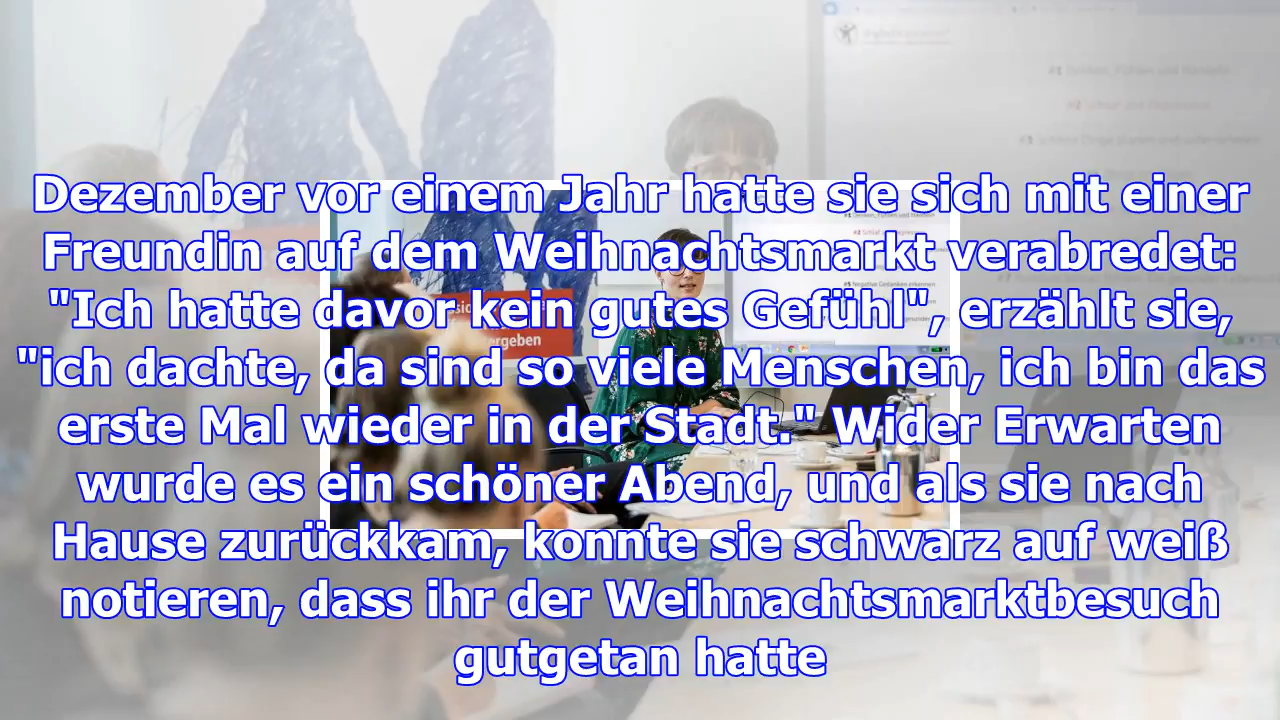 Dezember vor einem Jahr hatte sie sich mit einer
Freundin auf dem Weihnachtsmarkt verabredet:
"Ich hatte davor kein gutes Gefühl", erzählt sie,
"ich dachte, da sind so viele Menschen, ich bin das
erste Mal wieder in der Stadt." Wider Erwarten
wurde es ein schöner Abend, und als sie nach
Hause zurückkam, konnte sie schwarz auf weiß
notieren, dass ihr der Weihnachtsmarktbesuch
gutgetan hatte